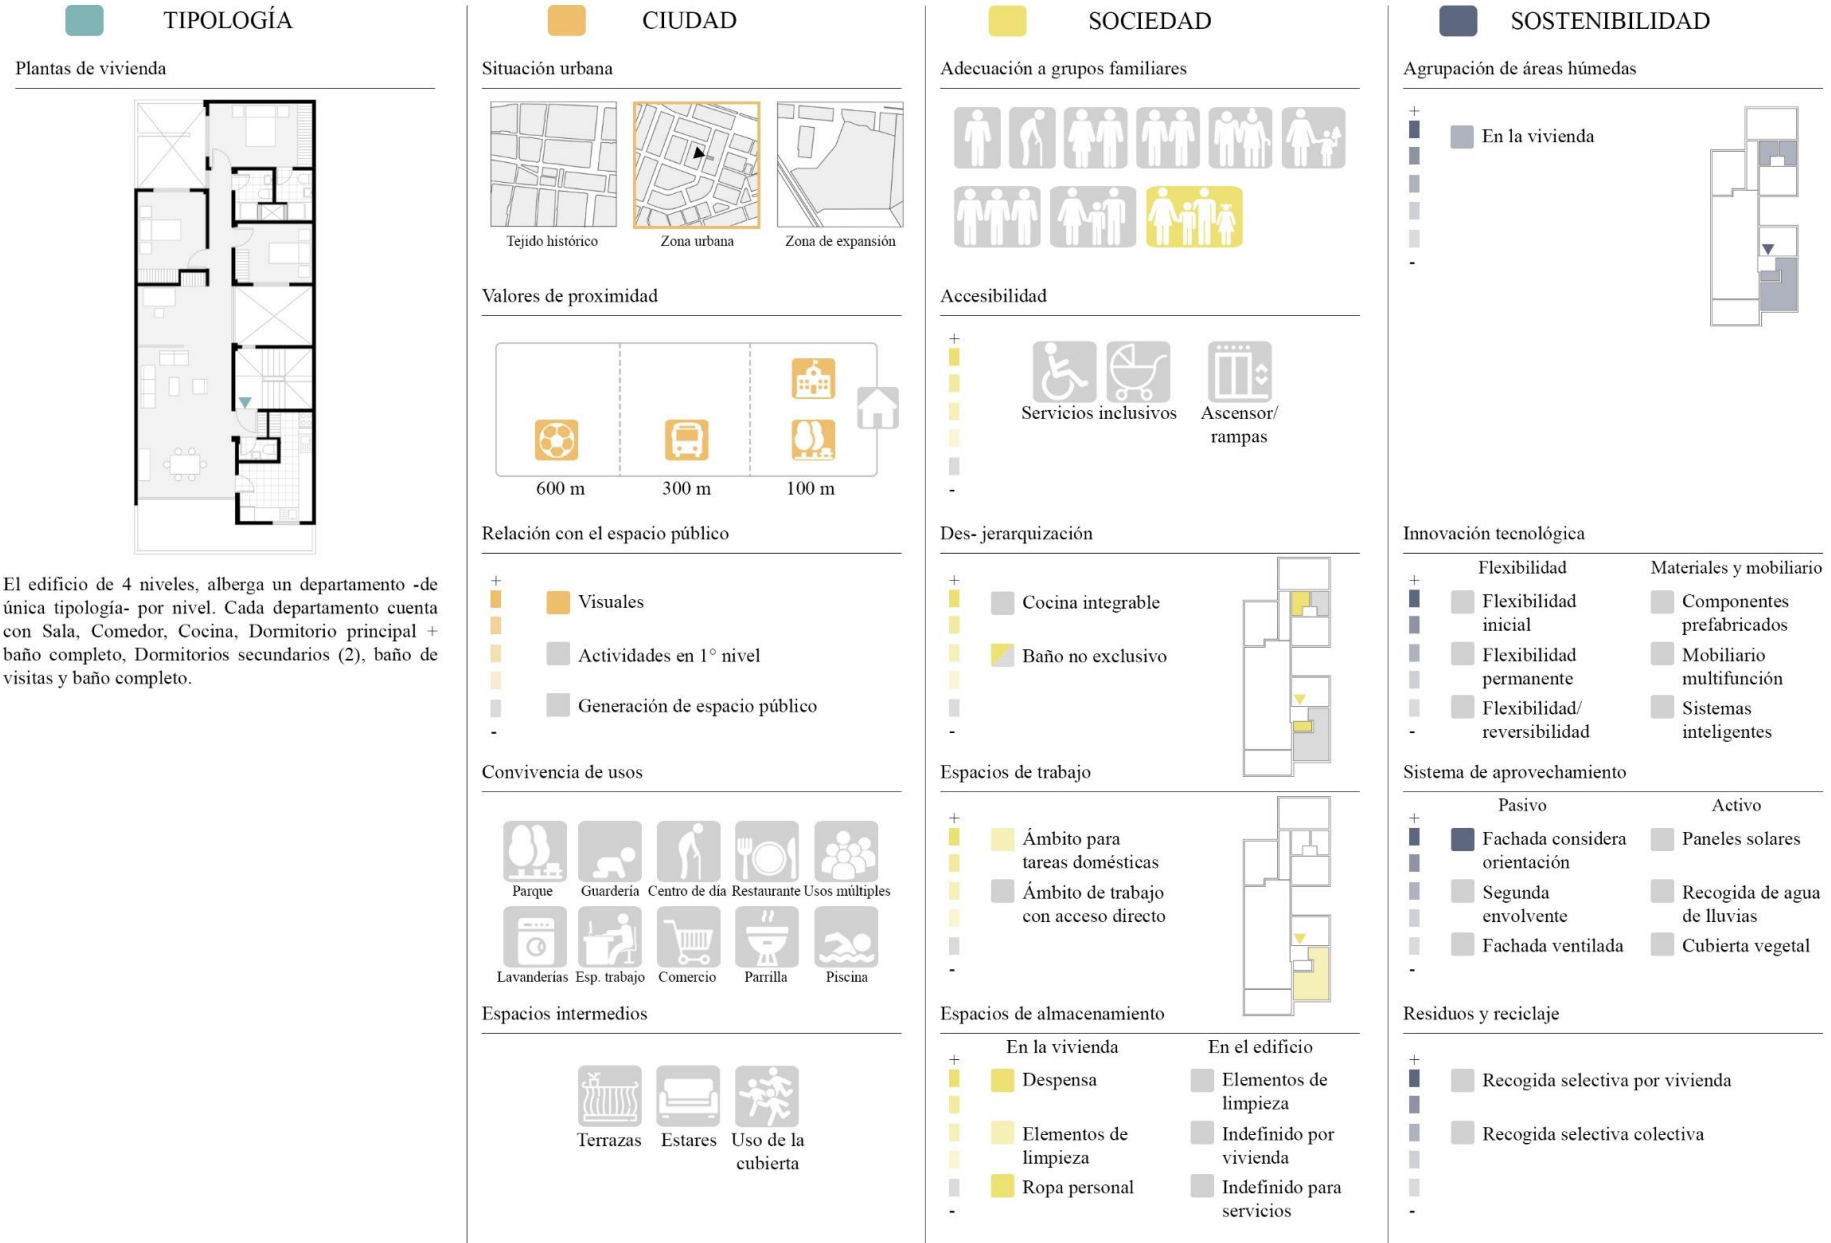 TIPOLOGÍA
Plantas de vivienda
El edificio de 4 niveles, alberga un departamento -de
única tipología- por nivel. Cada departamento cuenta
con Sala, Comedor, Cocina, Dormitorio principal +
baño completo, Dormitorios secundarios (2), baño de
visitas y baño completo.
CIUDAD
Situación urbana
Tejido histórico
Zona urbana
Zona de expansión
Valores de proximidad
600 m
300 m
100 m
Relación con el espacio público
+
Visuales
Actividades en 1° nivel
Generación de espacio público
-
Convivencia de usos
Parque
Guardería
Centro de día
Restaurante
Usos múltiples
Lavanderías
Esp. trabajo
Comercio
Parrilla
Piscina
Espacios intermedios
Terrazas
Estares
Uso de la
cubierta
SOCIEDAD
Adecuación a grupos familiares
Accesibilidad
+
Servicios inclusivos
Ascensor/
rampas
-
Des- jerarquización
+
Cocina integrable
Baño no exclusivo
-
Espacios de trabajo
+
Ámbito para
tareas domésticas
Ámbito de trabajo
con acceso directo
-
Espacios de almacenamiento
+
En la vivienda
Despensa
Elementos de
limpieza
Ropa personal
En el edificio
Elementos de
limpieza
Indefinido por
vivienda
Indefinido para
servicios
-
SOSTENIBILIDAD
Agrupación de áreas húmedas
+
En la vivienda
-
Innovación tecnológica
+
Flexibilidad
Flexibilidad
inicial
Flexibilidad
permanente
Flexibilidad/
reversibilidad
Materiales y mobiliario
Componentes
prefabricados
Mobiliario
multifunción
Sistemas
inteligentes
-
Sistema de aprovechamiento
+
Pasivo
Fachada considera
orientación
Segunda
envolvente
Fachada ventilada
Activo
Paneles solares
Recogida de agua
de lluvias
Cubierta vegetal
-
Residuos y reciclaje
+
Recogida selectiva por vivienda
Recogida selectiva colectiva
-